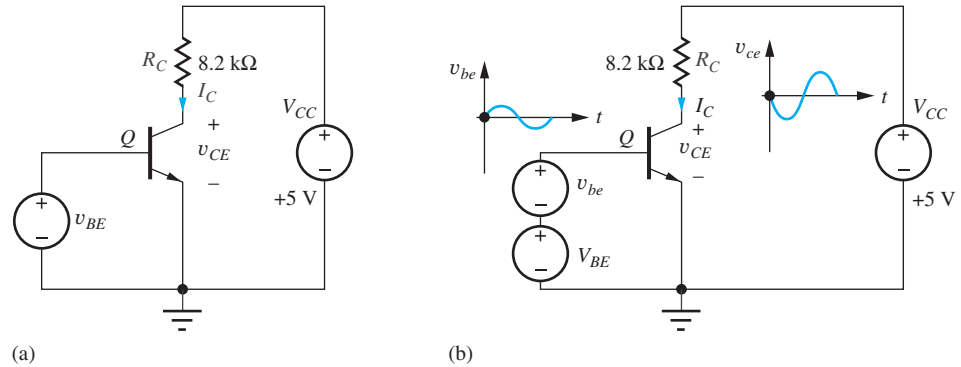 R_C
8.2 kΩ
I_C
+
Q
v_CE
−
V_CC
+
−
+5 V
+
v_BE
−
(a)
v_be
t
8.2 kΩ
R_C
I_C
+
Q
v_CE
−
v_ce
t
V_CC
+
−
+5 V
+
v_be
−
+
V_BE
−
(b)